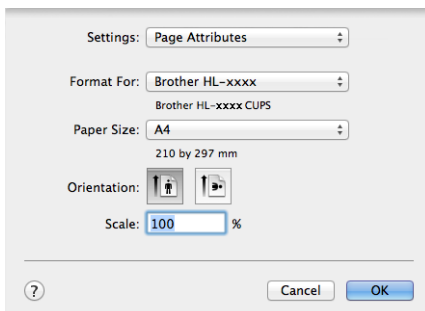 Settings: Page Attributes
Format For: Brother HL-xxxx
Brother HL-xxxx CUPS
Paper Size: A4
210 by 297 mm
Orientation:
Scale: 100 %
? Cancel OK